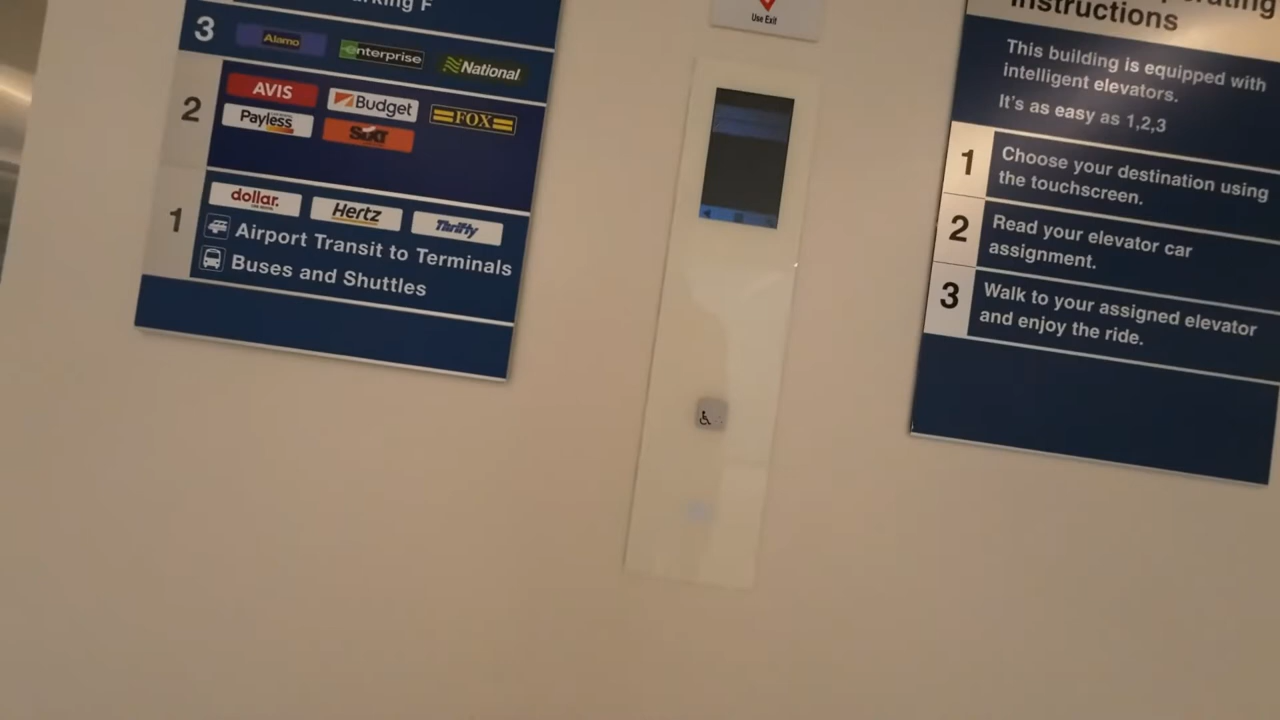 3
Alamo
enterprise
National
2
AVIS
Budget
FOX
Payless
SIXT
1
dollar.
Hertz
Thrifty
Airport Transit to Terminals
Buses and Shuttles
Use Exit
instructions
This building is equipped with
intelligent elevators.
It's as easy as 1,2,3
1
Choose your destination using
the touchscreen.
2
Read your elevator car
assignment.
3
Walk to your assigned elevator
and enjoy the ride.